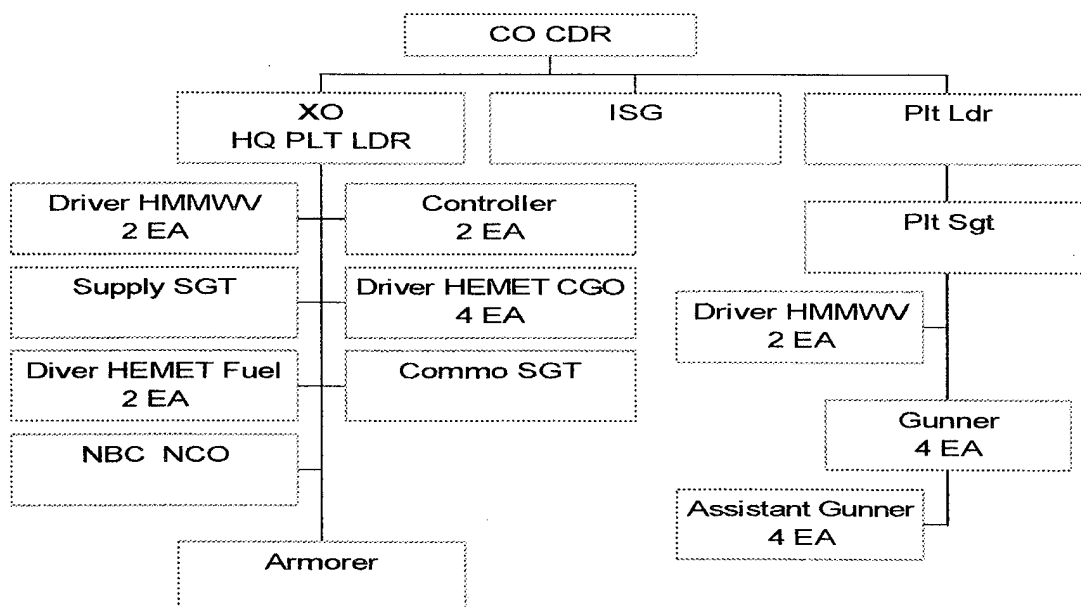 CO CDR
XO
HQ PLT LDR
ISG
Plt Ldr
Driver HMMWV
2 EA
Controller
2 EA
Plt Sgt
Supply SGT
Driver HEMET CGO
4 EA
Driver HMMWV
2 EA
Diver HEMET Fuel
2 EA
Commo SGT
Gunner
4 EA
NBC NCO
Assistant Gunner
4 EA
Armorer